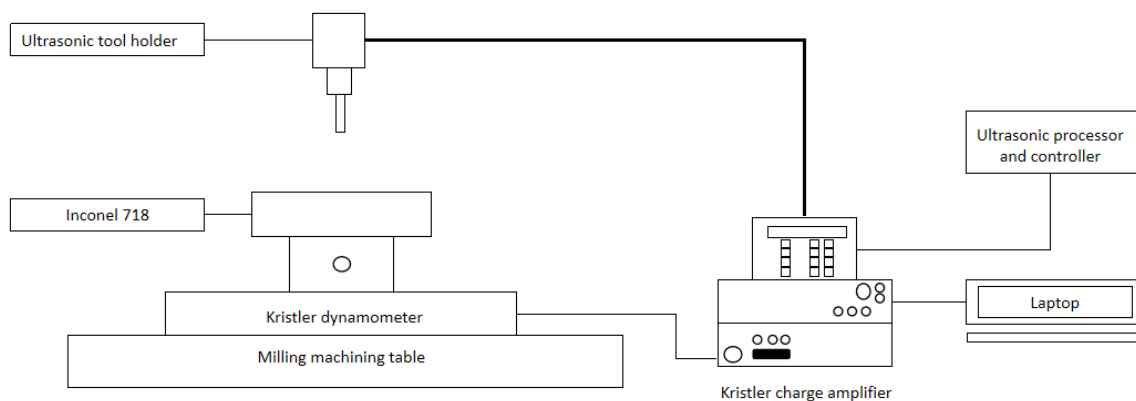 Ultrasonic tool holder
Ultrasonic processor
and controller
Inconel 718
Laptop
Kristler dynamometer
Milling machining table
Kristler charge amplifier